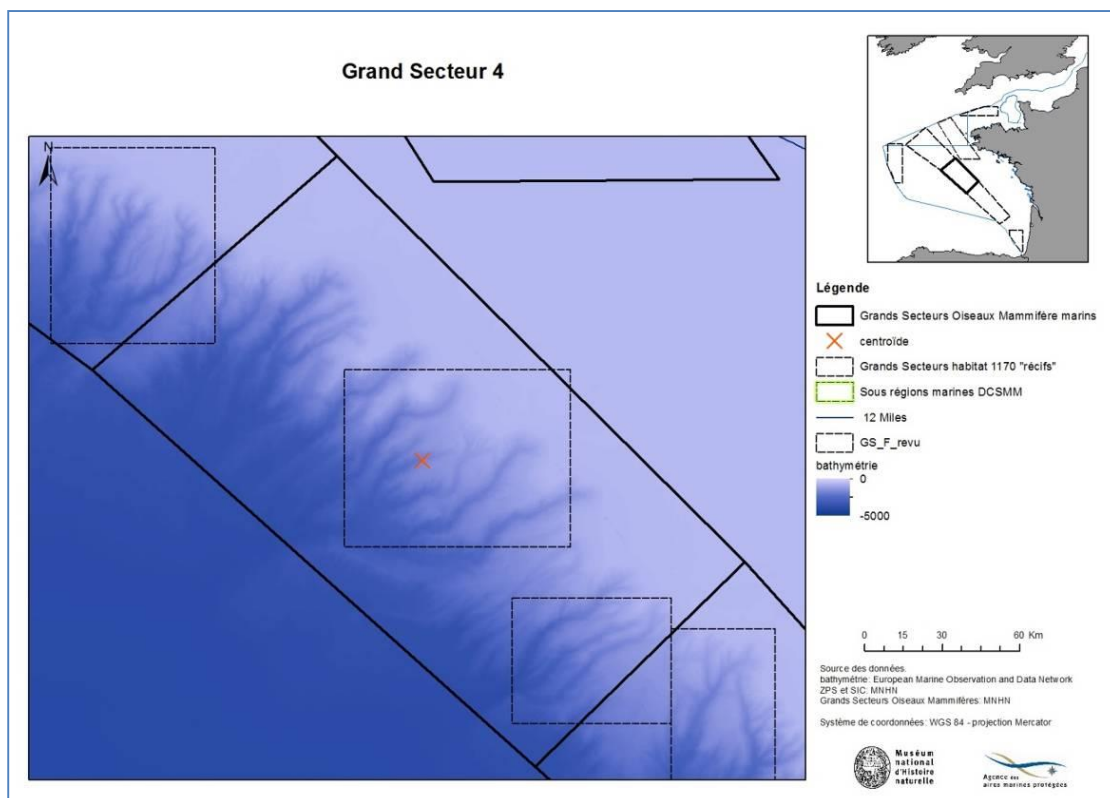 Grand Secteur 4
N
Légende
Grands Secteurs Oiseaux Mammifère marins
centroïde
Grands Secteurs habitat 1170 "récifs"
Sous régions marines DCSMM
12 Miles
GS_F_revu
bathymétrie
0
-5000
0 15 30 60 Km
Source des données.
bathymétrie: European Marine Observation and Data Network
ZPS et SIC: MNHN
Grands Secteurs Oiseaux Mammifères: MNHN
Système de coordonnées: WGS 84 - projection Mercator
Muséum
national
d'Histoire
naturelle
Agence des
aires marines protégées